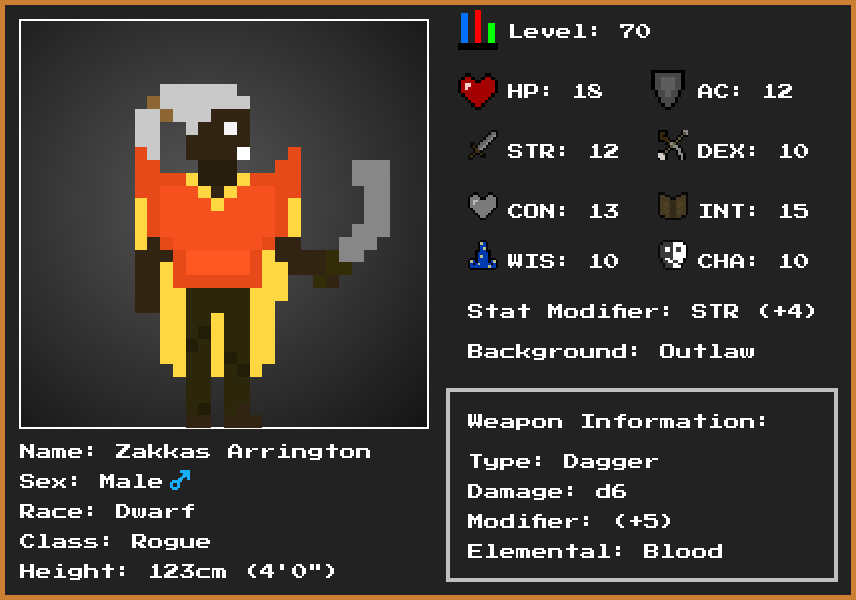 Level: 70
HP: 18
AC: 12
STR: 12
DEX: 10
CON: 13
INT: 15
WIS: 10
CHA: 10
Stat Modifier: STR (+4)
Background: Outlaw
Weapon Information:
Type: Dagger
Damage: d6
Modifier: (+5)
Elemental: Blood
Name: Zakkas Arrington
Sex: Male ♂
Race: Dwarf
Class: Rogue
Height: 123cm (4'0")